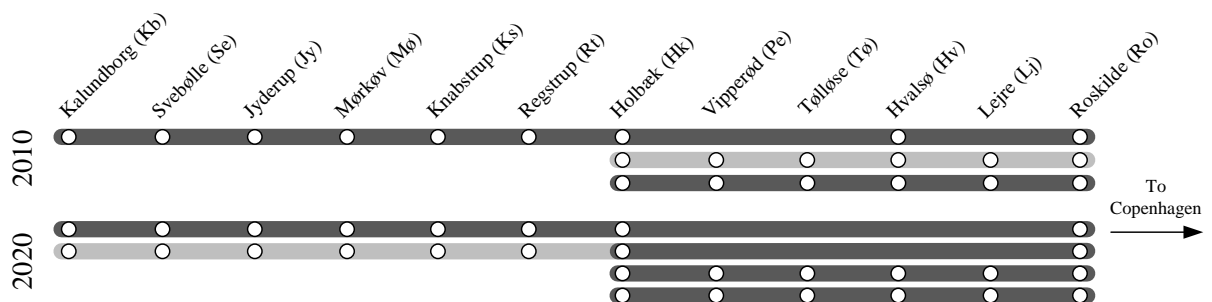 Kalundborg (Kb)
Svebølle (Se)
Jyderup (Jy)
Mørkøv (Mø)
Knabstrup (Ks)
Regstrup (Rt)
Holbæk (Hk)
Vipperød (Pe)
Tølløse (Tø)
Hvalsø (Hv)
Lejre (Lj)
Roskilde (Ro)
2010
To
Copenhagen
2020